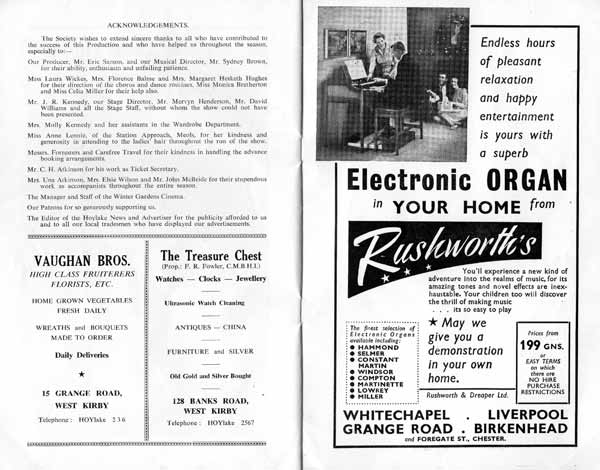 ACKNOWLEDGEMENTS.
The Society wishes to extend sincere thanks to all who have contributed
to the success of this Production and who have helped us throughout the season,
especially to:—
Our Producer, Mr. Eric Saxon, and our Musical Director, Mr. Sydney Brown,
for their ability, enthusiasm and unfailing patience.
Miss Laura Wickes, Mrs. Florence Balme and Mrs. Margaret Hesketh Hughes
for their direction of the chorus and dance routines, Miss Monica Brotherton
and Miss Celia Miller for their help also.
Mr. J. R. Kennedy, our Stage Director, Mr. Mervyn Henderson, Mr. David
Williams and all the Stage Staff, without whom the show could not have
been presented.
Mrs. Molly Kennedy and her assistants in the Wardrobe Department.
Miss Anne Lennie, of the Station Approach, Meols, for her kindness and
generosity in attending to the ladies' hair throughout the run of the show.
Messrs. Forresters and Carefree Travel for their kindness in handling the advance
booking arrangements.
Mr. C. H. Atkinson for his work as Ticket Secretary.
Mrs. Una Atkinson, Mrs. Elsie Wilson and Mr. John McBride for their stupendous
work as accompanists throughout the entire season.
The Manager and Staff of the Winter Gardens Cinema.
Our Patrons for so generously supporting us.
The Editor of the Hoylake News and Advertiser for the publicity afforded to us
and to all our local tradesmen who have displayed our advertisements.
VAUGHAN BROS.
HIGH CLASS FRUITERERS
FLORISTS, ETC.
HOME GROWN VEGETABLES
FRESH DAILY
WREATHS and BOUQUETS
MADE TO ORDER
Daily Deliveries
★
15 GRANGE ROAD,
WEST KIRBY
Telephone : HOYlake 236
The Treasure Chest
(Prop.: F. R. Fowler, C.M.B.H.I.)
Watches — Clocks — Jewellery
Ultrasonic Watch Cleaning
ANTIQUES — CHINA
FURNITURE and SILVER
Old Gold and Silver Bought
128 BANKS ROAD,
WEST KIRBY
Telephone : HOYlake 2567
Endless hours
of pleasant
relaxation
and happy
entertainment
is yours with
a superb
Electronic ORGAN
in YOUR HOME from
Rushworth's
You'll experience a new kind of
adventure into the realms of music, for its
amazing tones and novel effects are inex-
haustable. Your children too will discover
the thrill of making music
. . . its so easy to play
The finest selection of
Electronic Organs
available including:
● HAMMOND
● SELMER
● CONSTANT
MARTIN
● WINDSOR
● COMPTON
● MARTINETTE
● LOWREY
● MILLER
★ May we
give you a
demonstration
in your own
home.
Rushworth & Dreaper Ltd.
Prices from
199 GNS.
or
EASY TERMS
on which
there are
NO HIRE
PURCHASE
RESTRICTIONS
WHITECHAPEL . LIVERPOOL
GRANGE ROAD . BIRKENHEAD
and FOREGATE ST., CHESTER.